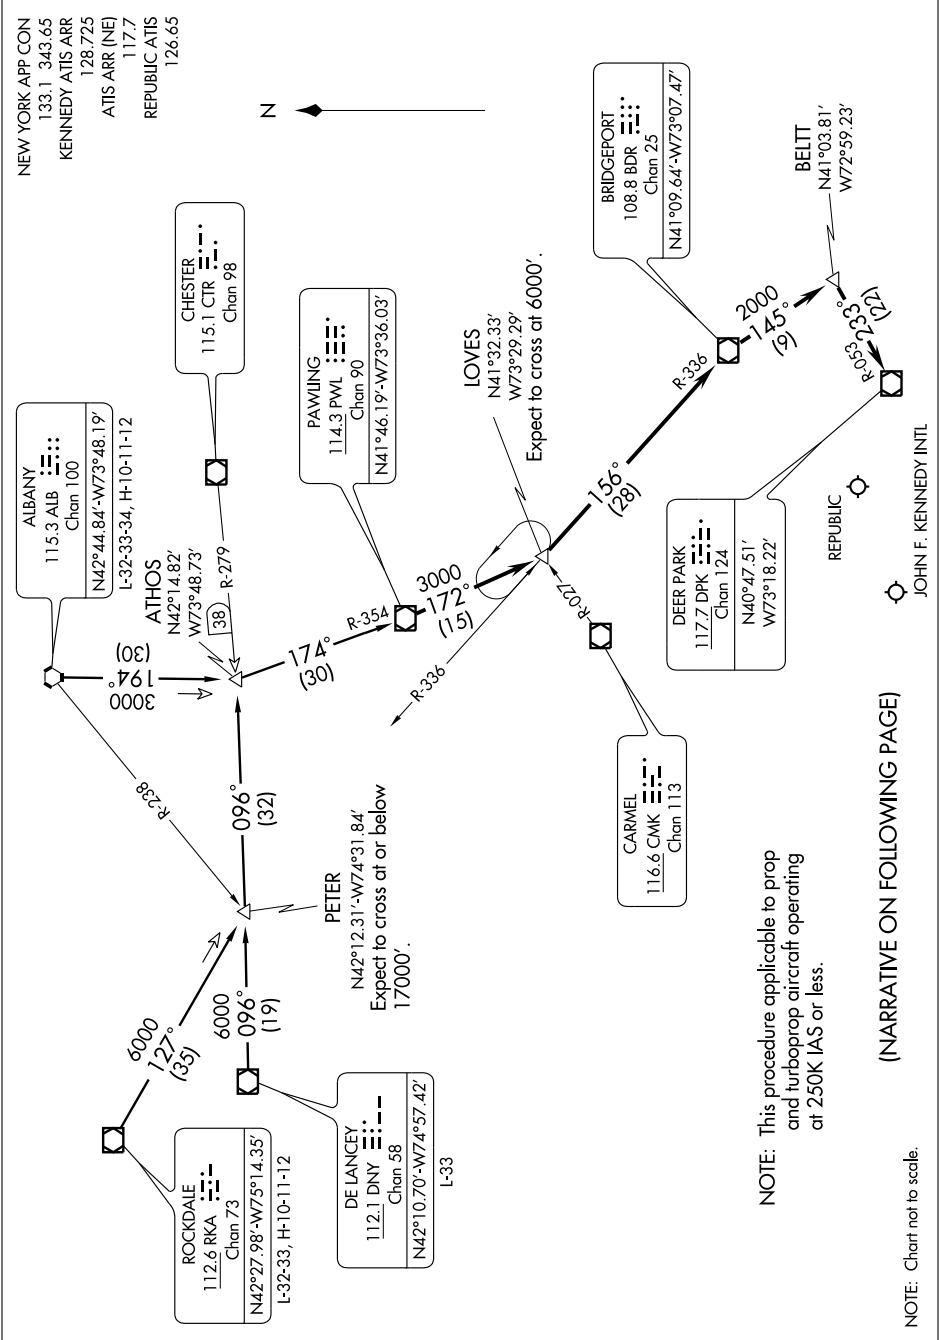 NEW YORK APP CON
133.1 343.65
KENNEDY ATIS ARR
128.725
ATIS ARR (NE)
117.7
REPUBLIC ATIS
126.65
N
ALBANY
115.3 ALB
Chan 100
N42°44.84'-W73°48.19'
L-32-33-34, H-10-11-12
CHESTER
115.1 CTR
Chan 98
ATHOS
N42°14.82'
W73°48.73'
38
R-279
3000
194°
(30)
R-238
ROCKDALE
112.6 RKA
Chan 73
N42°27.98'-W75°14.35'
L-32-33, H-10-11-12
6000
127°
(35)
6000
096°
(19)
DE LANCEY
112.1 DNY
Chan 58
N42°10.70'-W74°57.42'
L-33
096°
(32)
PETER
N42°12.31'-W74°31.84'
Expect to cross at or below
17000'.
174°
(30)
R-354
PAWLING
114.3 PWL
Chan 90
N41°46.19'-W73°36.03'
3000
172°
(15)
R-336
LOVES
N41°32.33'
W73°29.29'
Expect to cross at 6000'.
R-027
CARMEL
116.6 CMK
Chan 113
156°
(28)
R-336
BRIDGEPORT
108.8 BDR
Chan 25
N41°09.64'-W73°07.47'
2000
145°
(9)
BELTT
N41°03.81'
W72°59.23'
R-053
233°
(22)
DEER PARK
117.7 DPK
Chan 124
N40°47.51'
W73°18.22'
REPUBLIC
JOHN F. KENNEDY INTL
NOTE: This procedure applicable to prop
and turboprop aircraft operating
at 250K IAS or less.
(NARRATIVE ON FOLLOWING PAGE)
NOTE: Chart not to scale.